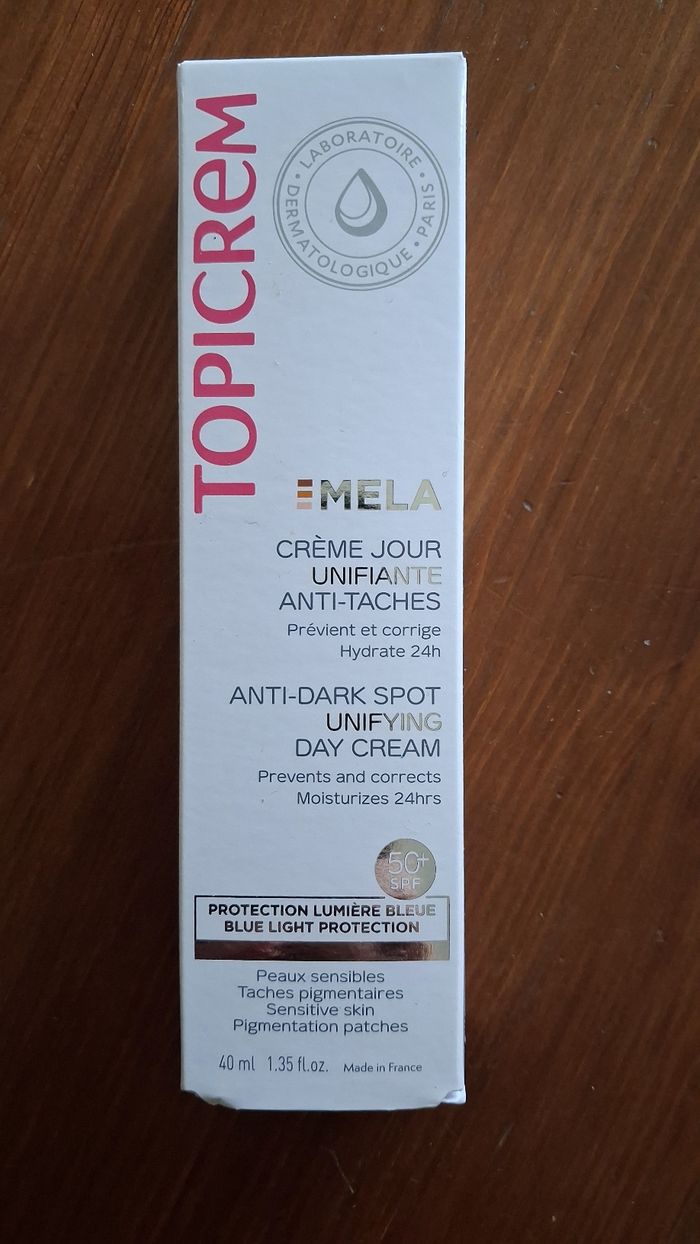 TOPICREM
LABORATOIRE • PARIS • DERMATOLOGIQUE •
MELA
CRÈME JOUR
UNIFIANTE
ANTI-TACHES
Prévient et corrige
Hydrate 24h
ANTI-DARK SPOT
UNIFYING
DAY CREAM
Prevents and corrects
Moisturizes 24hrs
50+
SPF
PROTECTION LUMIÈRE BLEUE
BLUE LIGHT PROTECTION
Peaux sensibles
Taches pigmentaires
Sensitive skin
Pigmentation patches
40 ml 1.35 fl.oz. Made in France